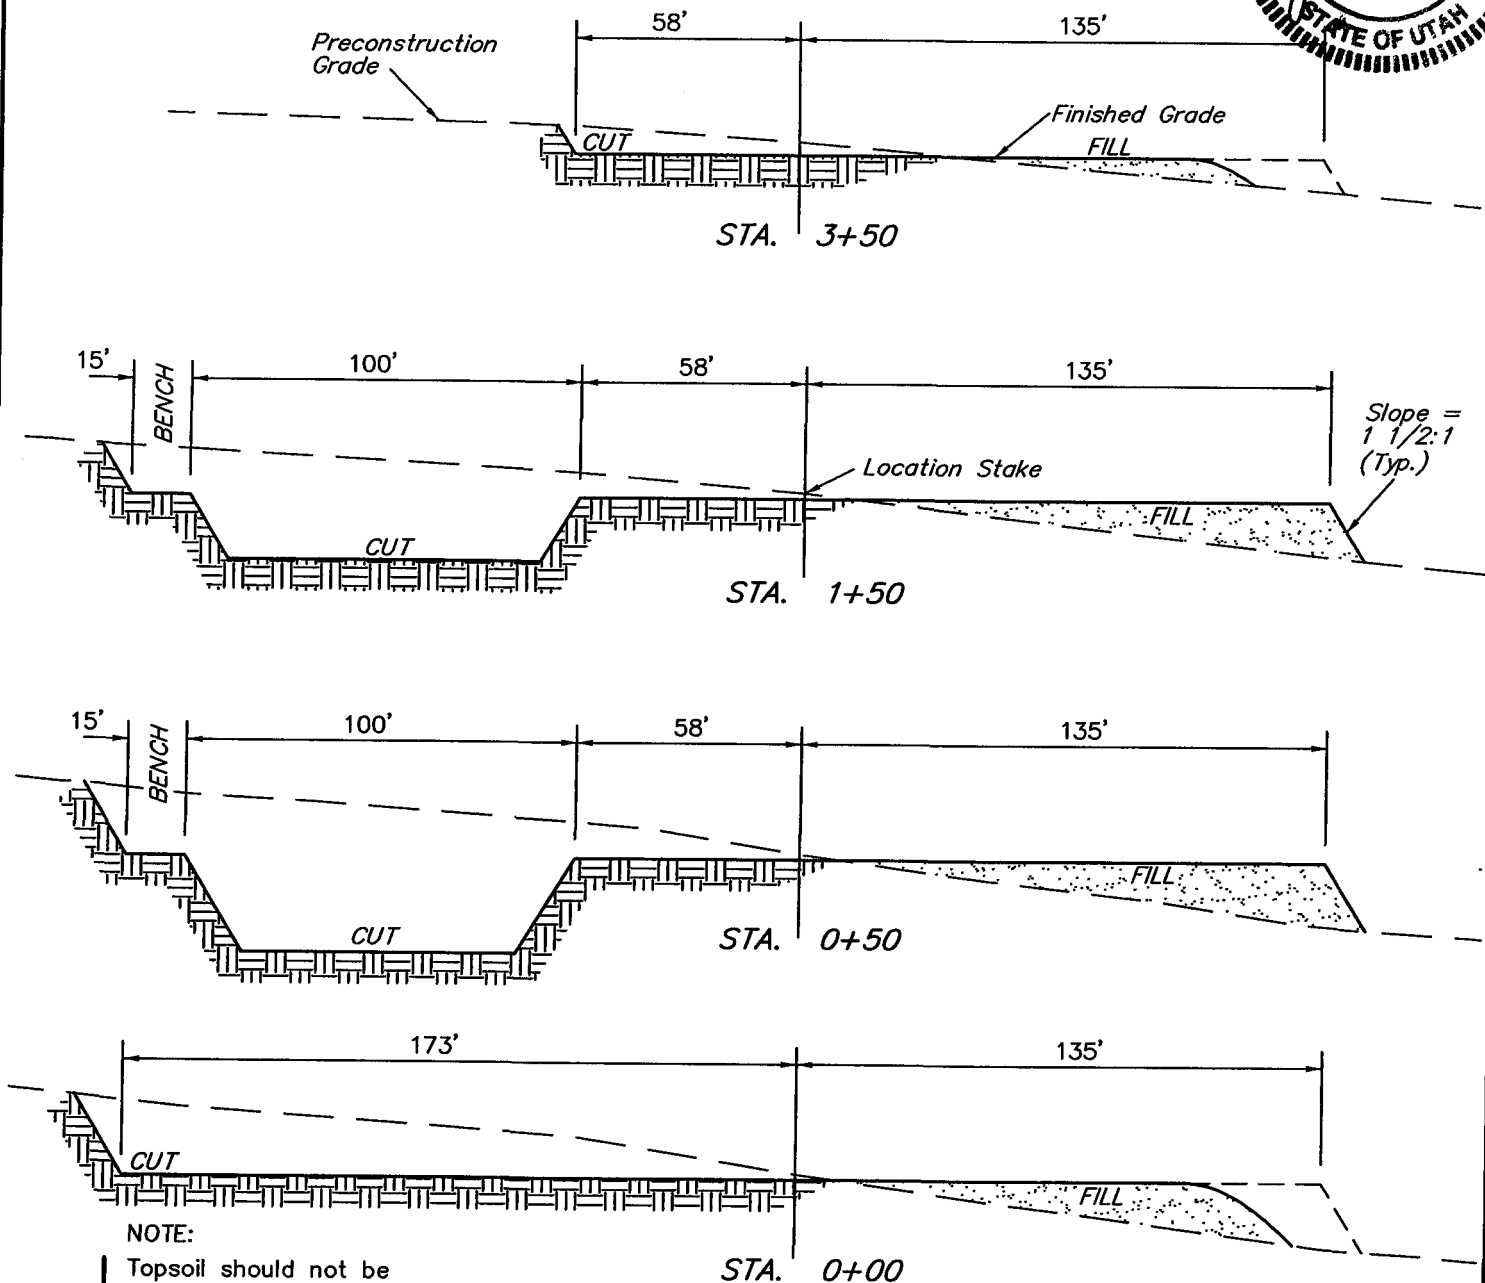 STATE OF UTAH
58'
135'
Preconstruction
Grade
Finished Grade
CUT
FILL
STA. 3+50
15'
BENCH
100'
58'
135'
Slope =
1 1/2:1
(Typ.)
Location Stake
CUT
FILL
STA. 1+50
15'
BENCH
100'
58'
135'
FILL
CUT
STA. 0+50
173'
135'
CUT
FILL
NOTE:
Topsoil should not be
STA. 0+00